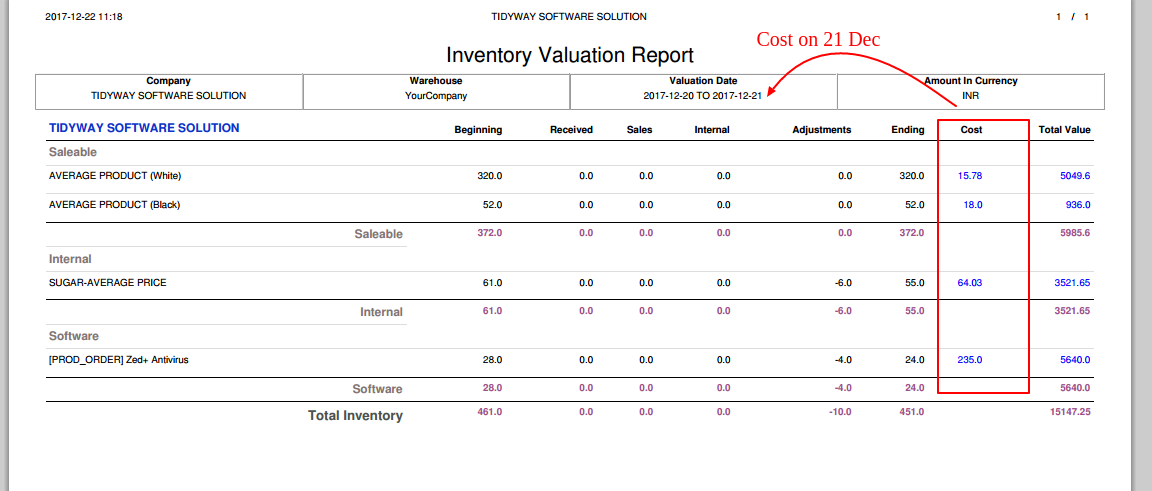 2017-12-22 11:18 TIDYWAY SOFTWARE SOLUTION 1 / 1
Cost on 21 Dec
Inventory Valuation Report
Company Warehouse Valuation Date Amount In Currency
TIDYWAY SOFTWARE SOLUTION YourCompany 2017-12-20 TO 2017-12-21 INR
TIDYWAY SOFTWARE SOLUTION Beginning Received Sales Internal Adjustments Ending Cost Total Value
Saleable
AVERAGE PRODUCT (White) 320.0 0.0 0.0 0.0 0.0 320.0 15.78 5049.6
AVERAGE PRODUCT (Black) 52.0 0.0 0.0 0.0 0.0 52.0 18.0 936.0
Saleable 372.0 0.0 0.0 0.0 0.0 372.0 5985.6
Internal
SUGAR-AVERAGE PRICE 61.0 0.0 0.0 0.0 -6.0 55.0 64.03 3521.65
Internal 61.0 0.0 0.0 0.0 -6.0 55.0 3521.65
Software
[PROD_ORDER] Zed+ Antivirus 28.0 0.0 0.0 0.0 -4.0 24.0 235.0 5640.0
Software 28.0 0.0 0.0 0.0 -4.0 24.0 5640.0
Total Inventory 461.0 0.0 0.0 0.0 -10.0 451.0 15147.25